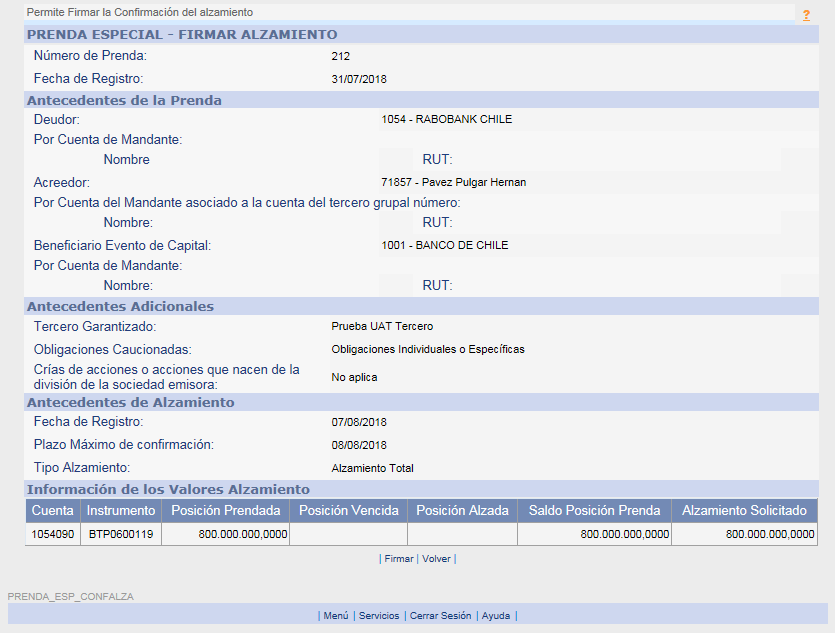 Permite Firmar la Confirmación del alzamiento
?
PRENDA ESPECIAL - FIRMAR ALZAMIENTO
Número de Prenda: 212
Fecha de Registro: 31/07/2018
Antecedentes de la Prenda
Deudor: 1054 - RABOBANK CHILE
Por Cuenta de Mandante:
Nombre RUT:
Acreedor: 71857 - Pavez Pulgar Hernan
Por Cuenta del Mandante asociado a la cuenta del tercero grupal número:
Nombre: RUT:
Beneficiario Evento de Capital: 1001 - BANCO DE CHILE
Por Cuenta de Mandante:
Nombre: RUT:
Antecedentes Adicionales
Tercero Garantizado: Prueba UAT Tercero
Obligaciones Caucionadas: Obligaciones Individuales o Específicas
Crías de acciones o acciones que nacen de la
división de la sociedad emisora: No aplica
Antecedentes de Alzamiento
Fecha de Registro: 07/08/2018
Plazo Máximo de confirmación: 08/08/2018
Tipo Alzamiento: Alzamiento Total
Información de los Valores Alzamiento
Cuenta Instrumento Posición Prendada Posición Vencida Posición Alzada Saldo Posición Prenda Alzamiento Solicitado
1054090 BTP0600119 800.000.000,0000 800.000.000,0000 800.000.000,0000
| Firmar | Volver |
PRENDA_ESP_CONFALZA
| Menú | Servicios | Cerrar Sesión | Ayuda |